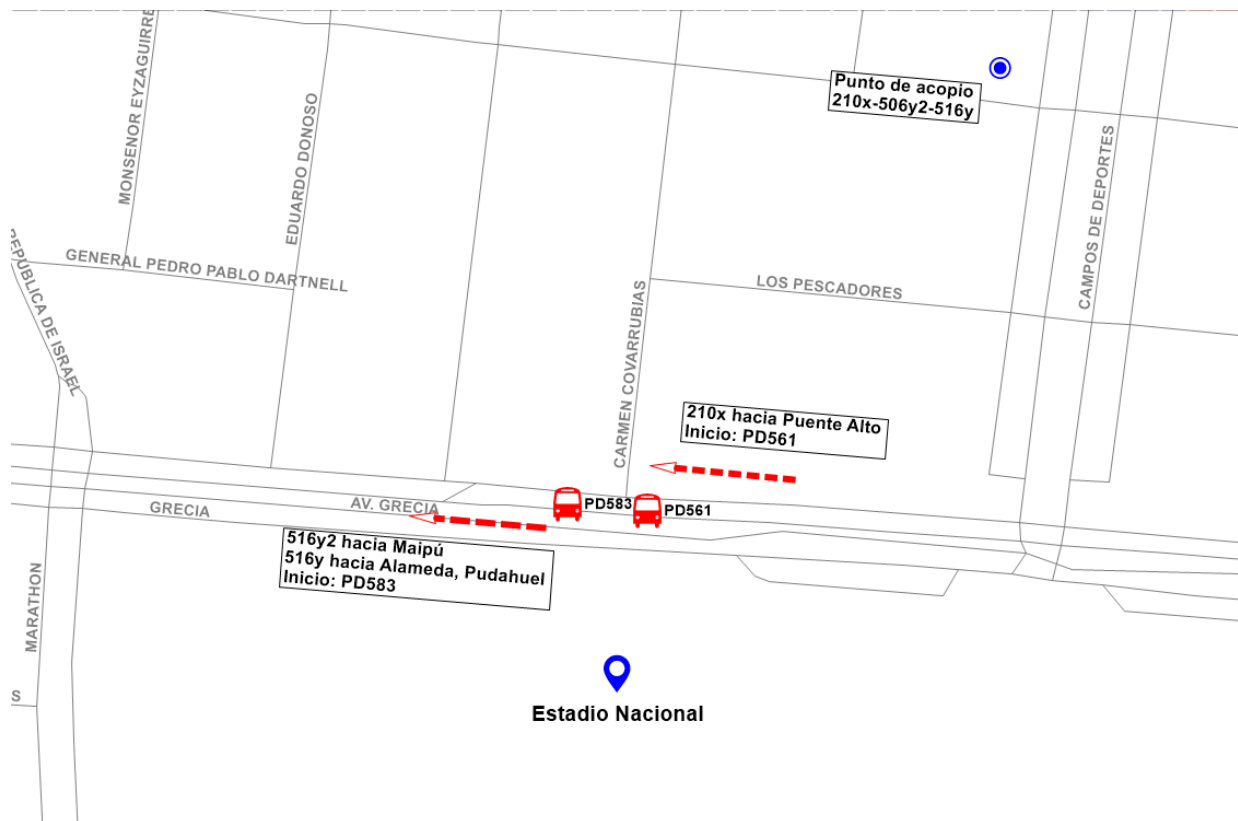 MONSENOR EYZAGUIRRE
EDUARDO DONOSO
Punto de acopio
210x-506y2-516y
CAMPOS DE DEPORTES
REPÚBLICA DE ISRAEL
GENERAL PEDRO PABLO DARTNELL
CARMEN COVARRUBIAS
LOS PESCADORES
210x hacia Puente Alto
Inicio: PD561
PD583
PD561
AV. GRECIA
GRECIA
516y2 hacia Maipú
516y hacia Alameda, Pudahuel
Inicio: PD583
MARATHON
S
Estadio Nacional